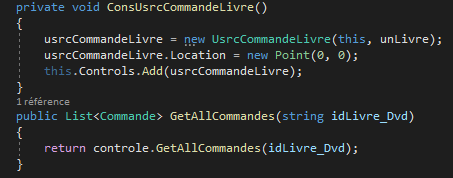 private void ConsUsrcCommandeLivre()
{
usrcCommandeLivre = new UsrcCommandeLivre(this, unLivre);
usrcCommandeLivre.Location = new Point(0, 0);
this.Controls.Add(usrcCommandeLivre);
}
1 référence
public List<Commande> GetAllCommandes(string idLivre_Dvd)
{
return controle.GetAllCommandes(idLivre_Dvd);
}